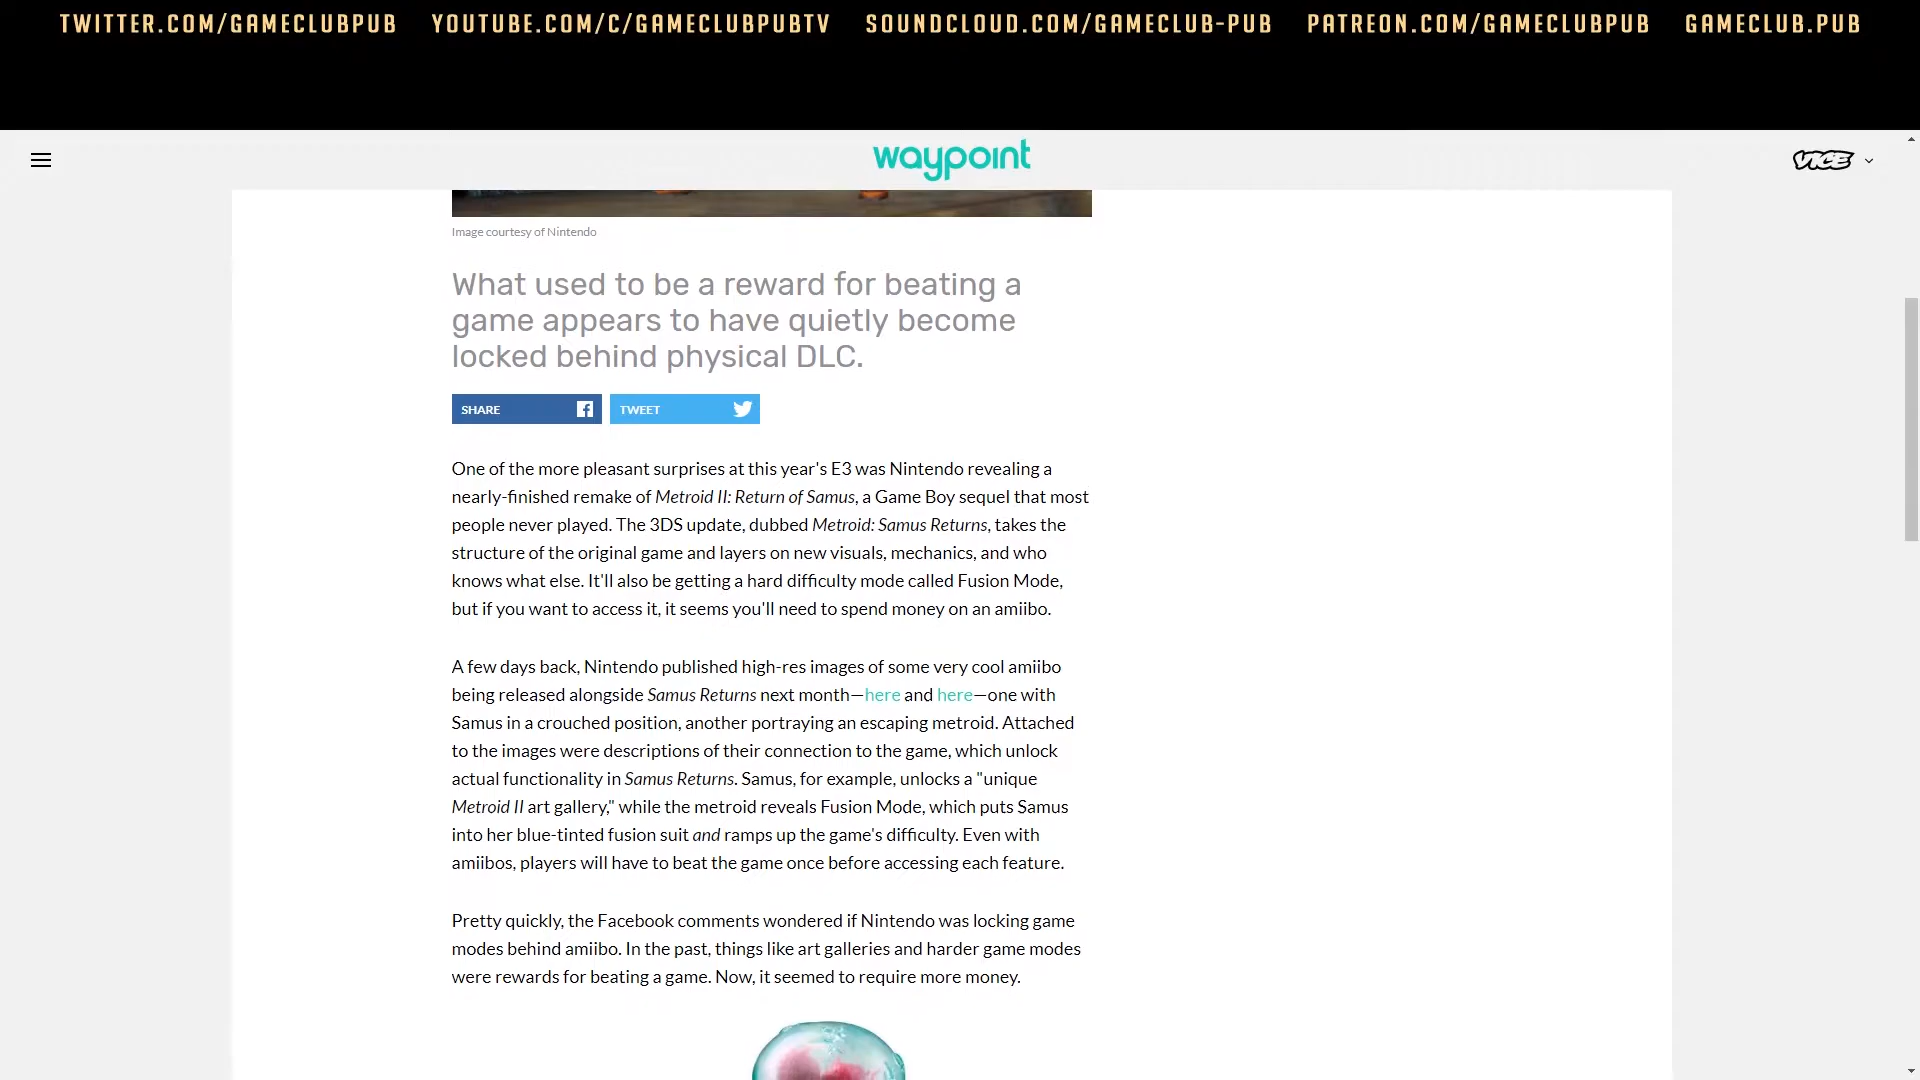 TWITTER.COM/GAMECLUBPUB YOUTUBE.COM/C/GAMECLUBPUBTV SOUNDCLOUD.COM/GAMECLUB-PUB PATREON.COM/GAMECLUBPUB GAMECLUB.PUB
waypoint
VICE
Image courtesy of Nintendo
What used to be a reward for beating a
game appears to have quietly become
locked behind physical DLC.
SHARE TWEET
One of the more pleasant surprises at this year's E3 was Nintendo revealing a
nearly-finished remake of Metroid II: Return of Samus, a Game Boy sequel that most
people never played. The 3DS update, dubbed Metroid: Samus Returns, takes the
structure of the original game and layers on new visuals, mechanics, and who
knows what else. It'll also be getting a hard difficulty mode called Fusion Mode,
but if you want to access it, it seems you'll need to spend money on an amiibo.
A few days back, Nintendo published high-res images of some very cool amiibo
being released alongside Samus Returns next month—here and here—one with
Samus in a crouched position, another portraying an escaping metroid. Attached
to the images were descriptions of their connection to the game, which unlock
actual functionality in Samus Returns. Samus, for example, unlocks a "unique
Metroid II art gallery," while the metroid reveals Fusion Mode, which puts Samus
into her blue-tinted fusion suit and ramps up the game's difficulty. Even with
amiibos, players will have to beat the game once before accessing each feature.
Pretty quickly, the Facebook comments wondered if Nintendo was locking game
modes behind amiibo. In the past, things like art galleries and harder game modes
were rewards for beating a game. Now, it seemed to require more money.